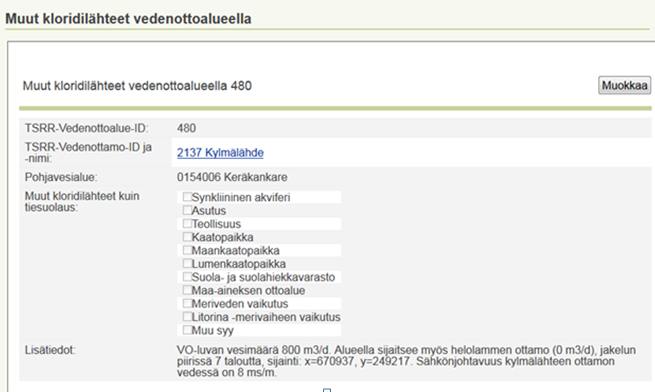 Muut kloridilähteet vedenottoalueella
Muut kloridilähteet vedenottoalueella 480
Muokkaa
TSRR-Vedenottoalue-ID: 480
TSRR-Vedenottamo-ID ja
-nimi:
2137 Kylmälähde
Pohjavesialue: 0154006 Keräkankare
Muut kloridilähteet kuin
tiesuolaus:
Synkliininen akviferi
Asutus
Teollisuus
Kaatopaikka
Maankaatopaikka
Lumenkaatopaikka
Suola- ja suolahiekkavarasto
Maa-aineksen ottoalue
Meriveden vaikutus
Litorina -merivaiheen vaikutus
Muu syy
Lisätiedot:
VO-luvan vesimäärä 800 m3/d. Alueella sijaitsee myös helolammen ottamo (0 m3/d), jakelun
piirissä 7 taloutta, sijainti: x=670937, y=249217. Sähkönjohtavuus kylmälähteen ottamon
vedessä on 8 ms/m.